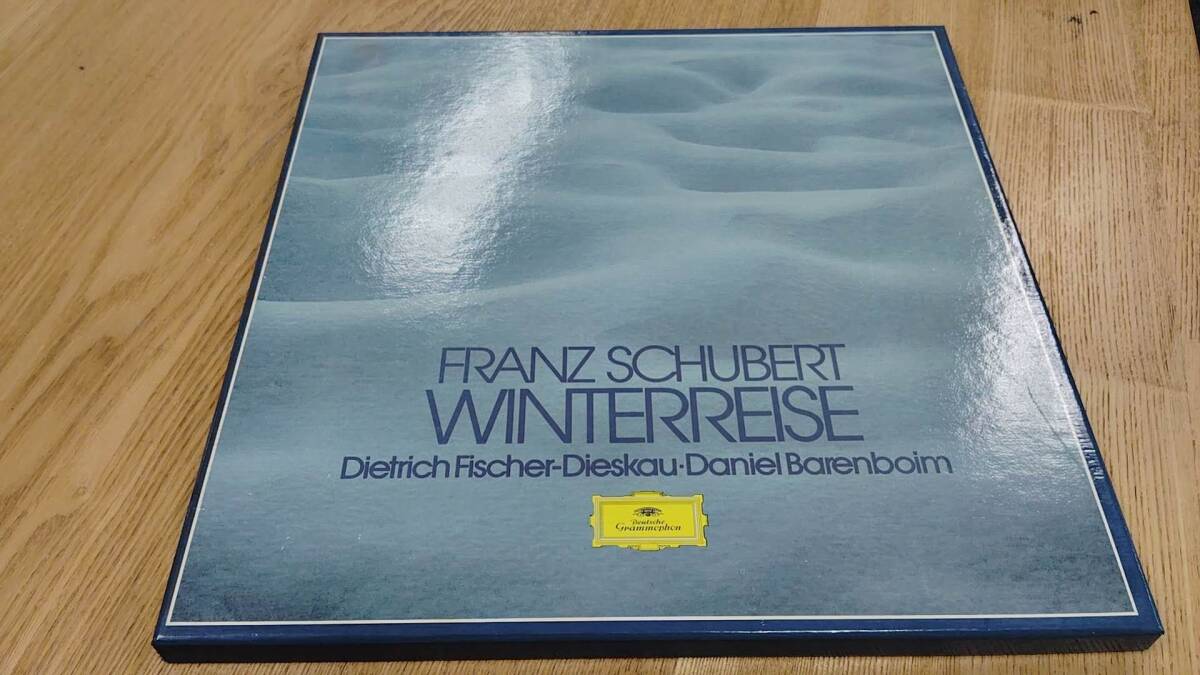 FRANZ SCHUBERT
WINTERREISE
Dietrich Fischer-Dieskau·Daniel Barenboim
Deutsche
Grammophon